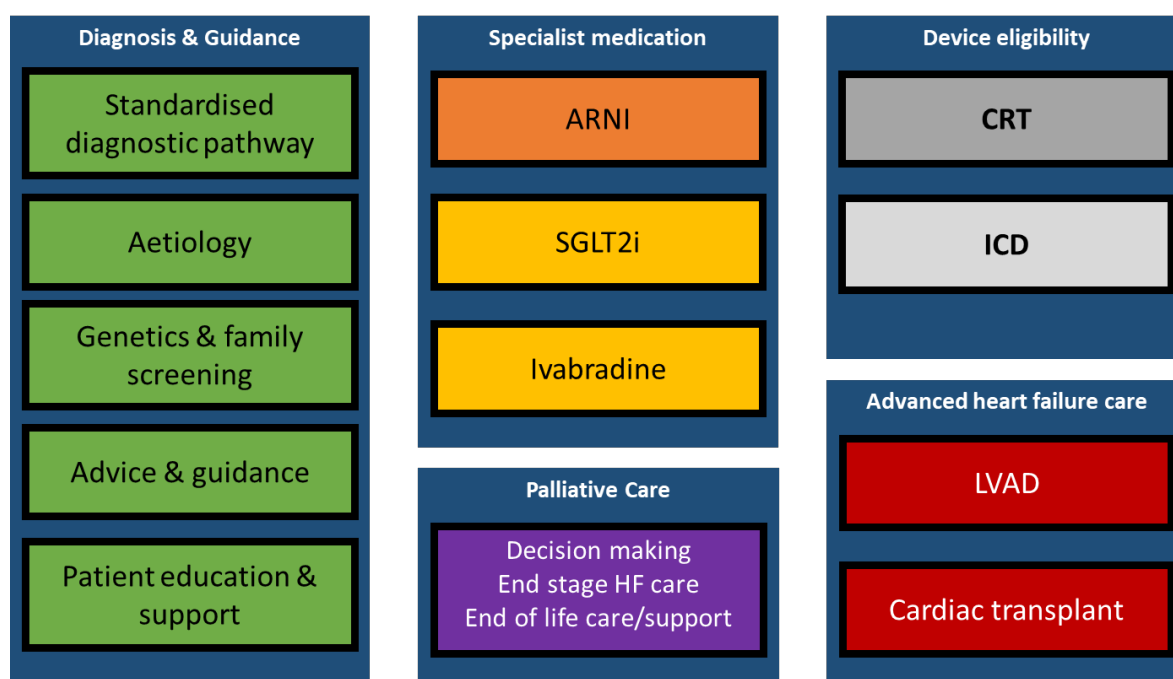 Diagnosis & Guidance
Standardised
diagnostic pathway
Aetiology
Genetics & family
screening
Advice & guidance
Patient education &
support
Specialist medication
ARNI
SGLT2i
Ivabradine
Palliative Care
Decision making
End stage HF care
End of life care/support
Device eligibility
CRT
ICD
Advanced heart failure care
LVAD
Cardiac transplant